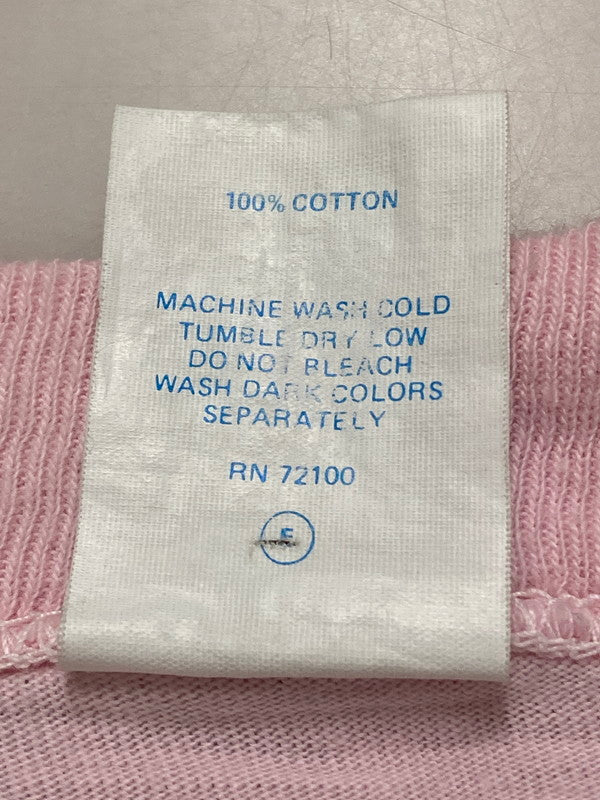 100% COTTON
MACHINE WASH COLD
TUMBLE DRY LOW
DO NOT BLEACH
WASH DARK COLORS
SEPARATELY
RN 72100
E